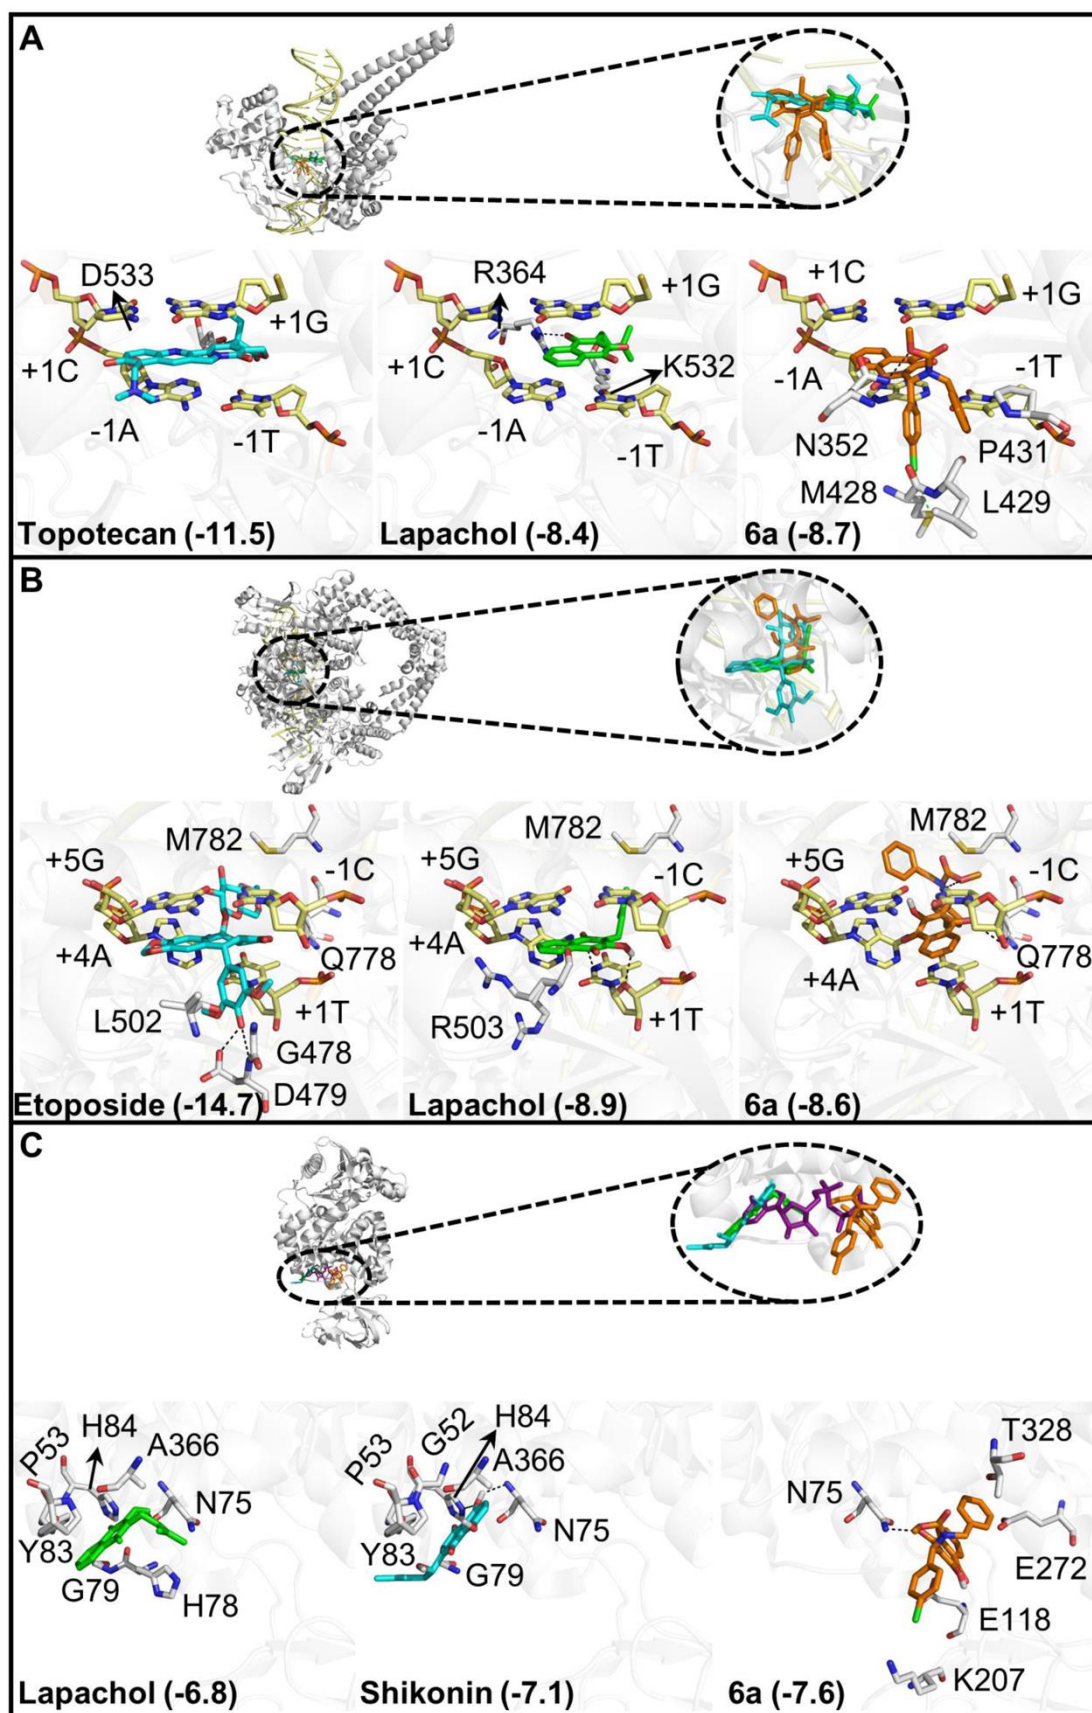 A
D533
+1G
+1C
-1A
-1T
Topotecan (-11.5)
R364
+1G
+1C
K532
-1A
-1T
Lapachol (-8.4)
+1C
+1G
-1A
-1T
N352
P431
M428
L429
6a (-8.7)
B
M782
+5G
-1C
+4A
Q778
L502
+1T
G478
D479
Etoposide (-14.7)
M782
+5G
-1C
+4A
R503
+1T
Lapachol (-8.9)
M782
+5G
-1C
+4A
Q778
+1T
6a (-8.6)
C
H84
P53
A366
N75
Y83
G79
H78
Lapachol (-6.8)
H84
G52
P53
A366
N75
Y83
G79
Shikonin (-7.1)
T328
N75
E272
E118
K207
6a (-7.6)